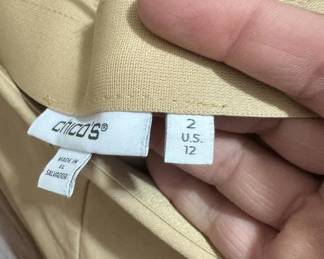 chico's®
2
U.S.
12
MADE IN
EL
SALVADOR